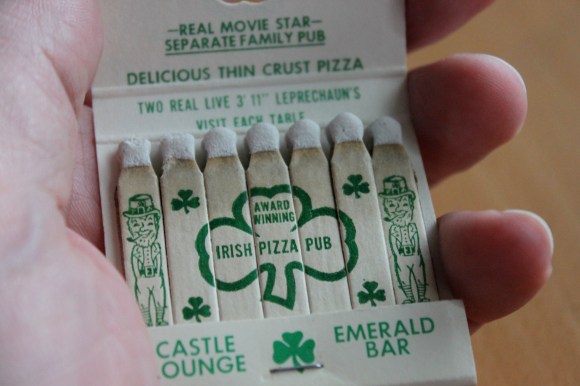 —REAL MOVIE STAR—
SEPARATE FAMILY PUB
DELICIOUS THIN CRUST PIZZA
TWO REAL LIVE 3' 11" LEPRECHAUN'S
VISIT EACH TABLE
AWARD
WINNING
IRISH PIZZA PUB
CASTLE
OUNGE
EMERALD
BAR